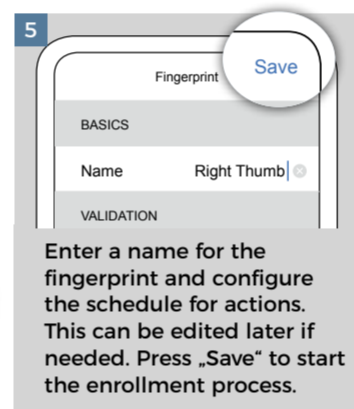 5
Fingerprint Save
BASICS
Name Right Thumb
VALIDATION
Enter a name for the
fingerprint and configure
the schedule for actions.
This can be edited later if
needed. Press „Save“ to start
the enrollment process.